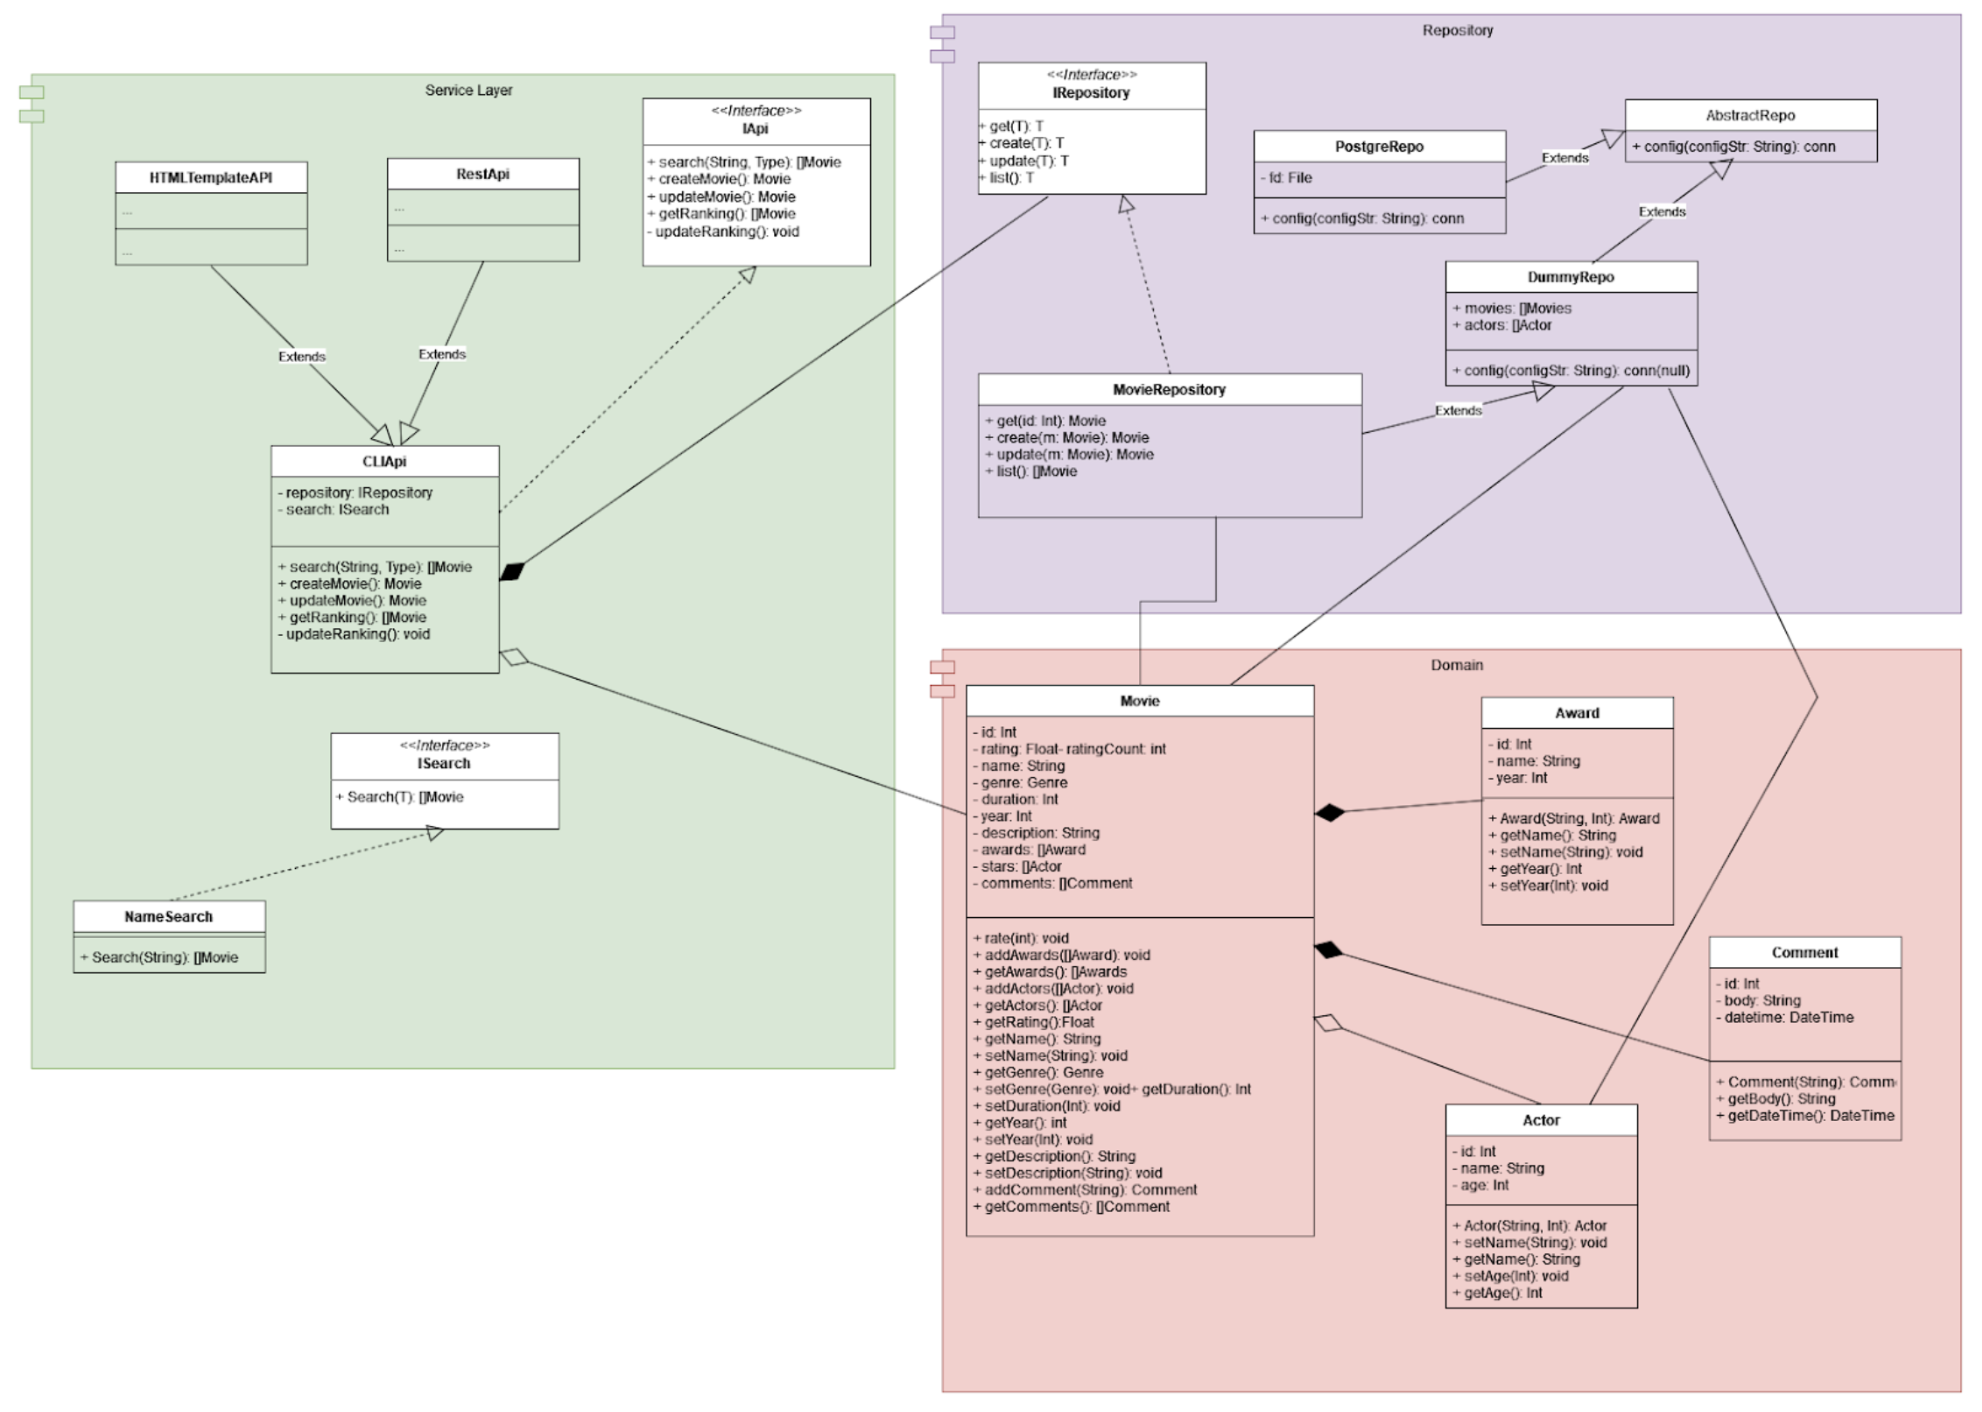 Service Layer
HTMLTemplateAPI
...
...
RestApi
...
...
<<Interface>>
IApi
+ search(String, Type): []Movie
+ createMovie(): Movie
+ updateMovie(): Movie
+ getRanking(): []Movie
- updateRanking(): void
Extends
Extends
CLIApi
- repository: IRepository
- search: ISearch
+ search(String, Type): []Movie
+ createMovie(): Movie
+ updateMovie(): Movie
+ getRanking(): []Movie
- updateRanking(): void
<<Interface>>
ISearch
+ Search(T): []Movie
NameSearch
+ Search(String): []Movie
Repository
<<Interface>>
IRepository
+ get(T): T
+ create(T): T
+ update(T): T
+ list(): T
PostgreRepo
- fd: File
+ config(configStr: String): conn
Extends
AbstractRepo
+ config(configStr: String): conn
Extends
DummyRepo
+ movies: []Movies
+ actors: []Actor
+ config(configStr: String): conn(null)
Extends
MovieRepository
+ get(id: Int): Movie
+ create(m: Movie): Movie
+ update(m: Movie): Movie
+ list(): []Movie
Domain
Movie
- id: Int
- rating: Float- ratingCount: int
- name: String
- genre: Genre
- duration: Int
- year: Int
- description: String
- awards: []Award
- stars: []Actor
- comments: []Comment
+ rate(int): void
+ addAwards([]Award): void
+ getAwards(): []Awards
+ addActors([]Actor): void
+ getActors(): []Actor
+ getRating():Float
+ getName(): String
+ setName(String): void
+ getGenre(): Genre
+ setGenre(Genre): void+ getDuration(): Int
+ setDuration(Int): void
+ getYear(): int
+ setYear(Int): void
+ getDescription(): String
+ setDescription(String): void
+ addComment(String): Comment
+ getComments(): []Comment
Award
- id: Int
- name: String
- year: Int
+ Award(String, Int): Award
+ getName(): String
+ setName(String): void
+ getYear(): Int
+ setYear(Int): void
Comment
- id: Int
- body: String
- datetime: DateTime
+ Comment(String): Comm
+ getBody(): String
+ getDateTime(): DateTime
Actor
- id: Int
- name: String
- age: Int
+ Actor(String, Int): Actor
+ setName(String): void
+ getName(): String
+ setAge(Int): void
+ getAge(): Int